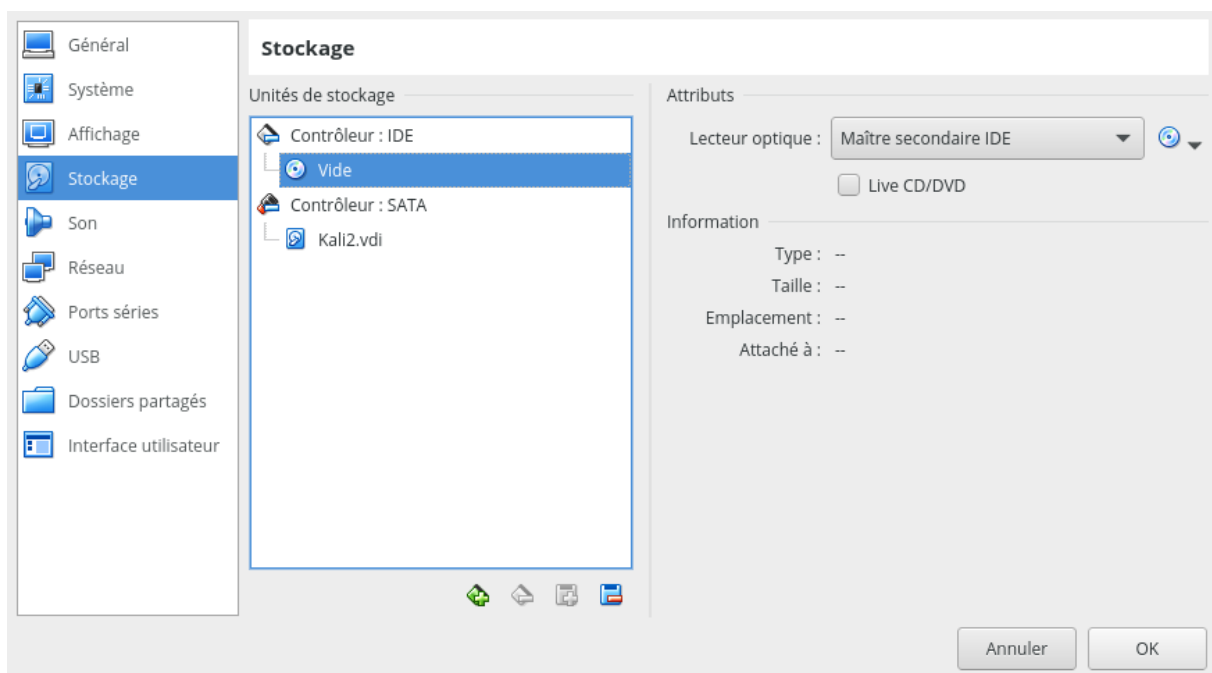 Général
Système
Affichage
Stockage
Son
Réseau
Ports séries
USB
Dossiers partagés
Interface utilisateur
Stockage
Unités de stockage
Contrôleur : IDE
Vide
Contrôleur : SATA
Kali2.vdi
Attributs
Lecteur optique : Maître secondaire IDE
Live CD/DVD
Information
Type : --
Taille : --
Emplacement : --
Attaché à : --
Annuler OK